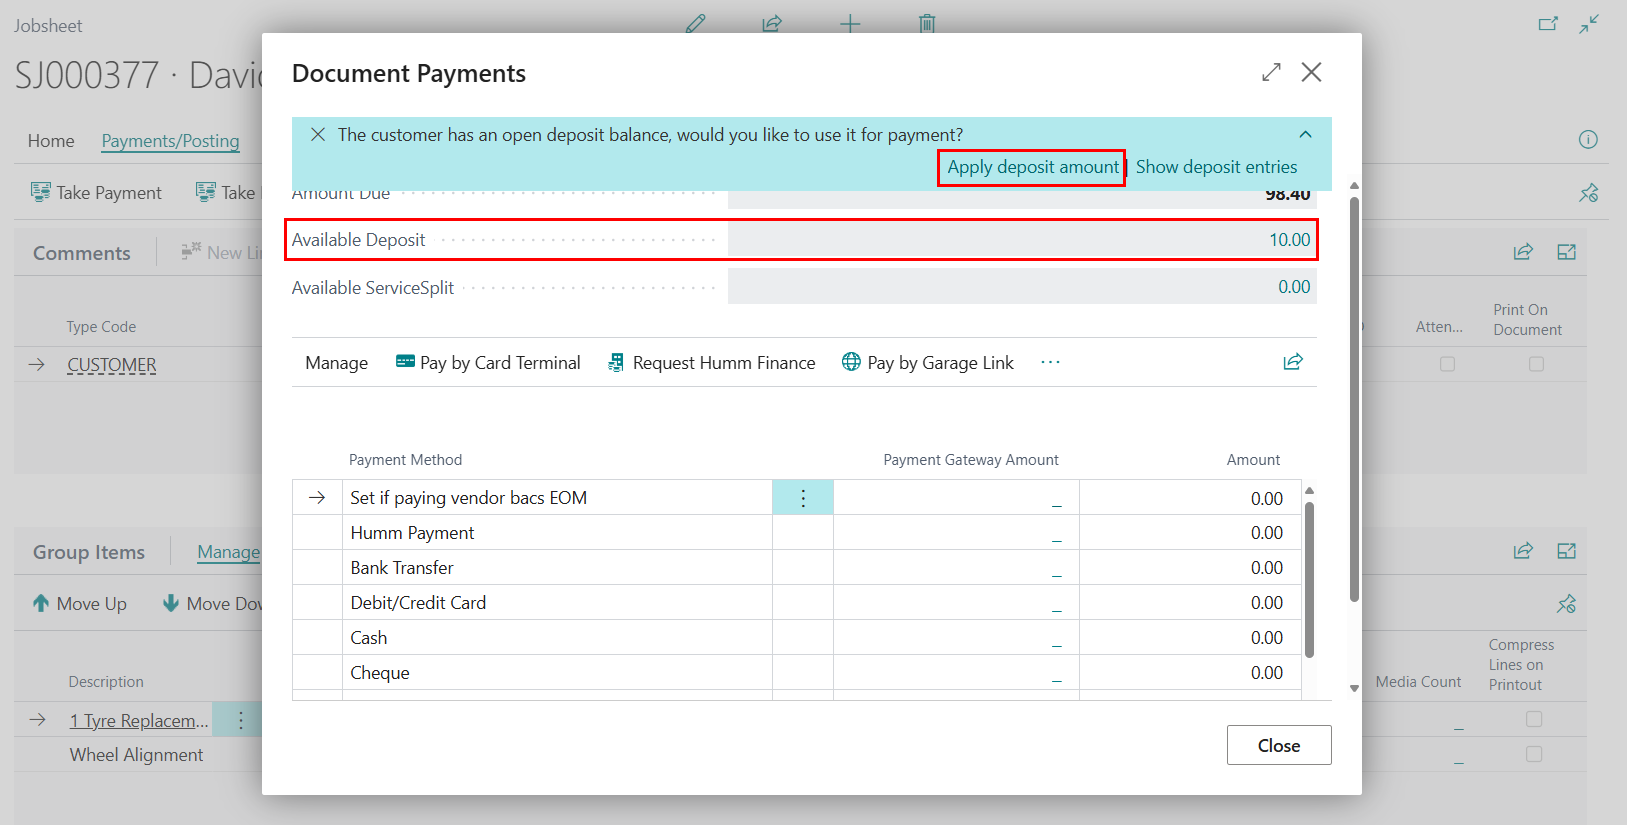 Jobsheet
SJ000377 · David
Home Payments/Posting
Take Payment Take
Comments New Li
Type Code
CUSTOMER
Atten... Print On Document
Group Items Manage
Move Up Move Dow
Description
1 Tyre Replacem...
Wheel Alignment
Media Count Compress Lines on Printout
Document Payments
The customer has an open deposit balance, would you like to use it for payment?
Apply deposit amount | Show deposit entries
Amount Due 98.40
Available Deposit 10.00
Available ServiceSplit 0.00
Manage Pay by Card Terminal Request Humm Finance Pay by Garage Link ...
Payment Method Payment Gateway Amount Amount
Set if paying vendor bacs EOM _ 0.00
Humm Payment _ 0.00
Bank Transfer _ 0.00
Debit/Credit Card _ 0.00
Cash _ 0.00
Cheque _ 0.00
Close